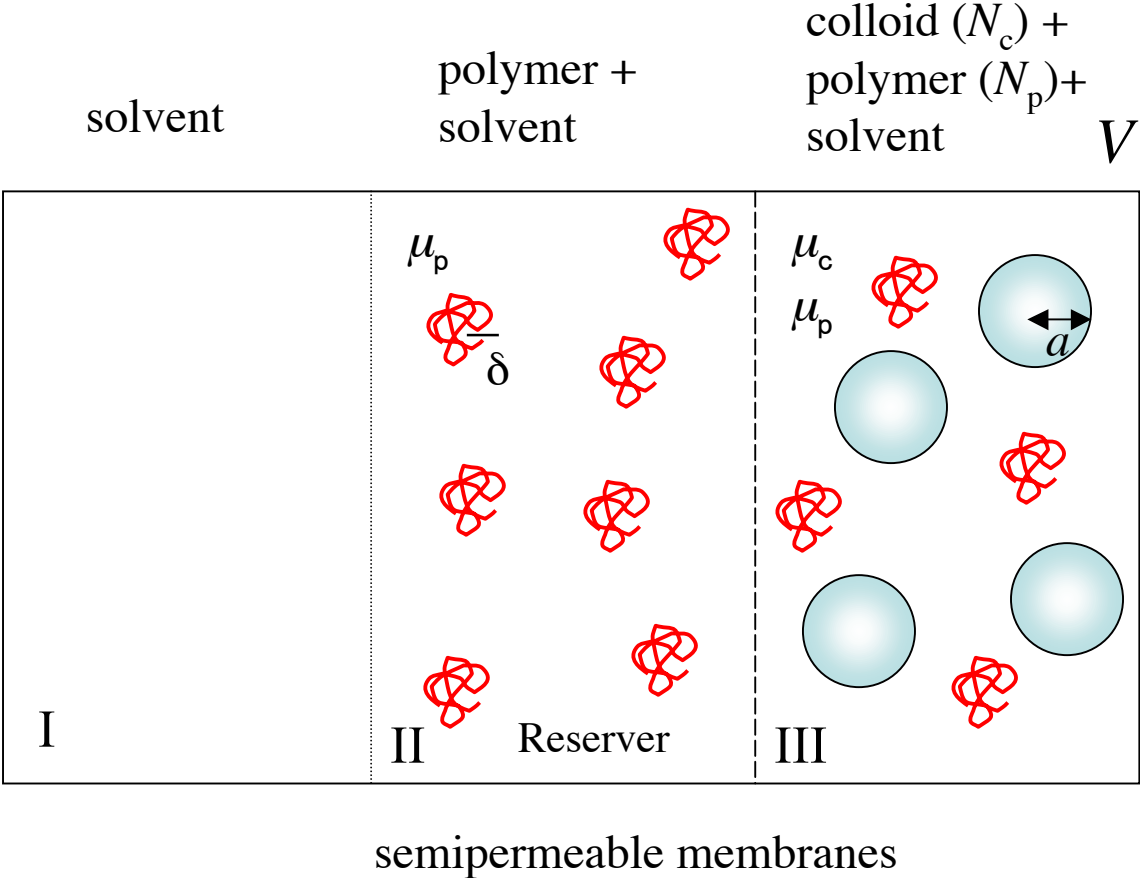 solvent
polymer +
solvent
colloid (Nc) +
polymer (Np)+
solvent
V
μp
δ
μc
μp
a
I
II
Reserver
III
semipermeable membranes